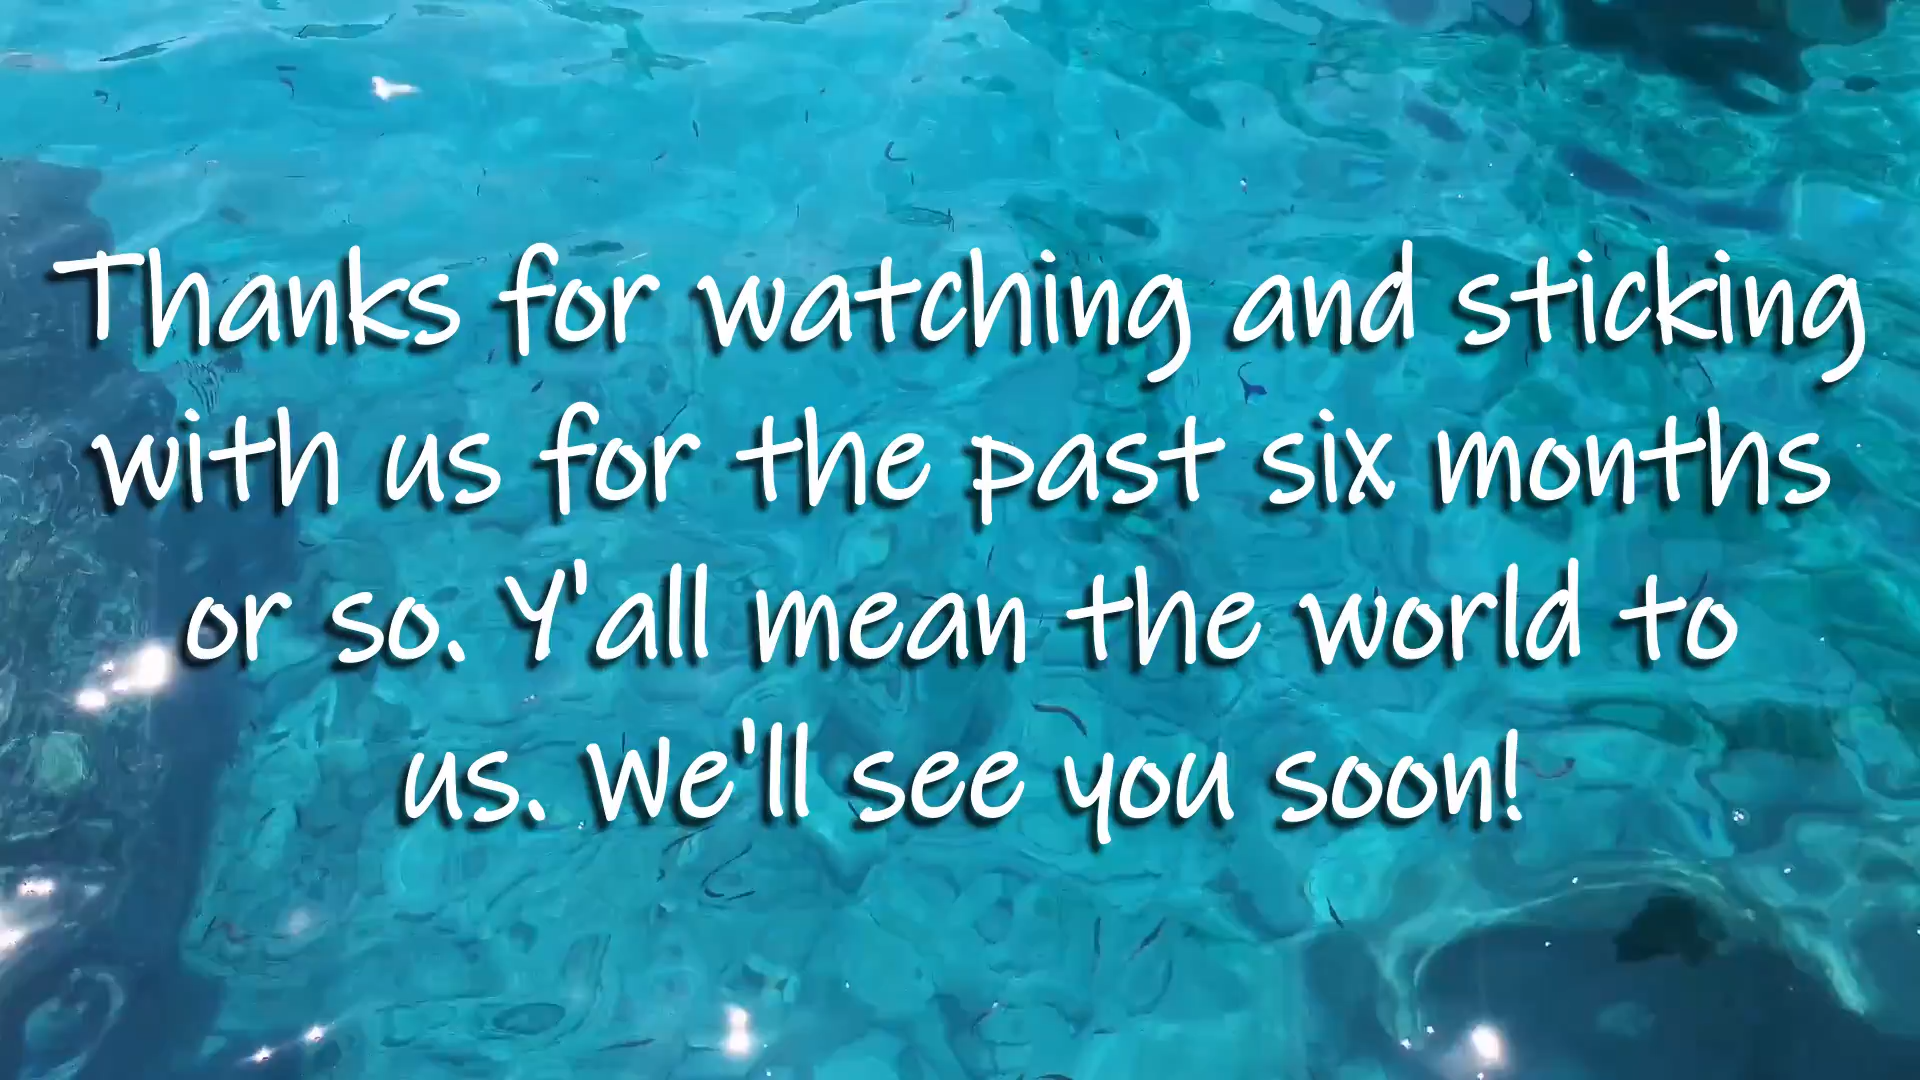 Thanks for watching and sticking
with us for the past six months
or so. Y'all mean the world to
us. We'll see you soon!